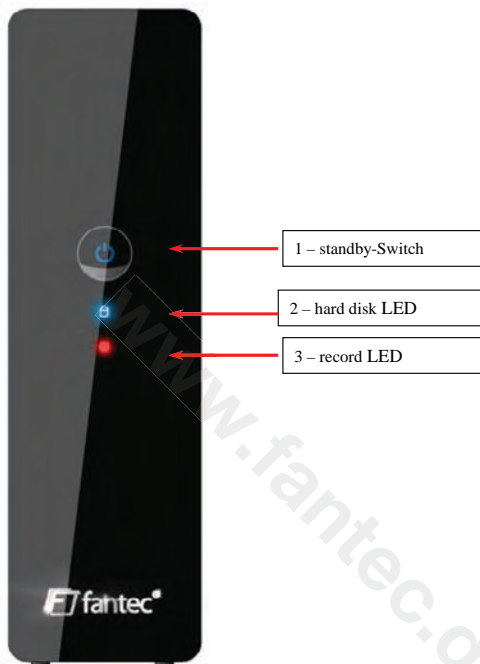 1 – standby-Switch
2 – hard disk LED
3 – record LED
fantec
www.fantec.